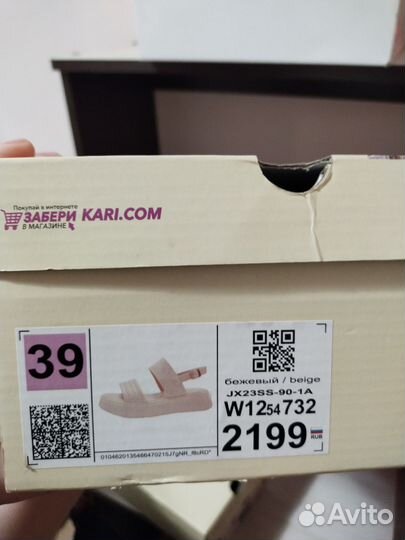 Покупай в интернете
ЗАБЕРИ KARI.COM
В МАГАЗИНЕ
39
бежевый / beige
JX23SS-90-1A
W1254732
2199
RUB
Avito